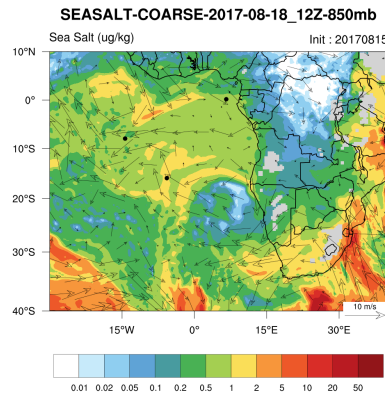 SEASALT-COARSE-2017-08-18_12Z-850mb
Sea Salt (ug/kg)
Init : 20170815
10°N
0°
10°S
20°S
30°S
40°S
10 m/s
15°W 0° 15°E 30°E
0.01 0.02 0.05 0.1 0.2 0.5 1 2 5 10 20 50